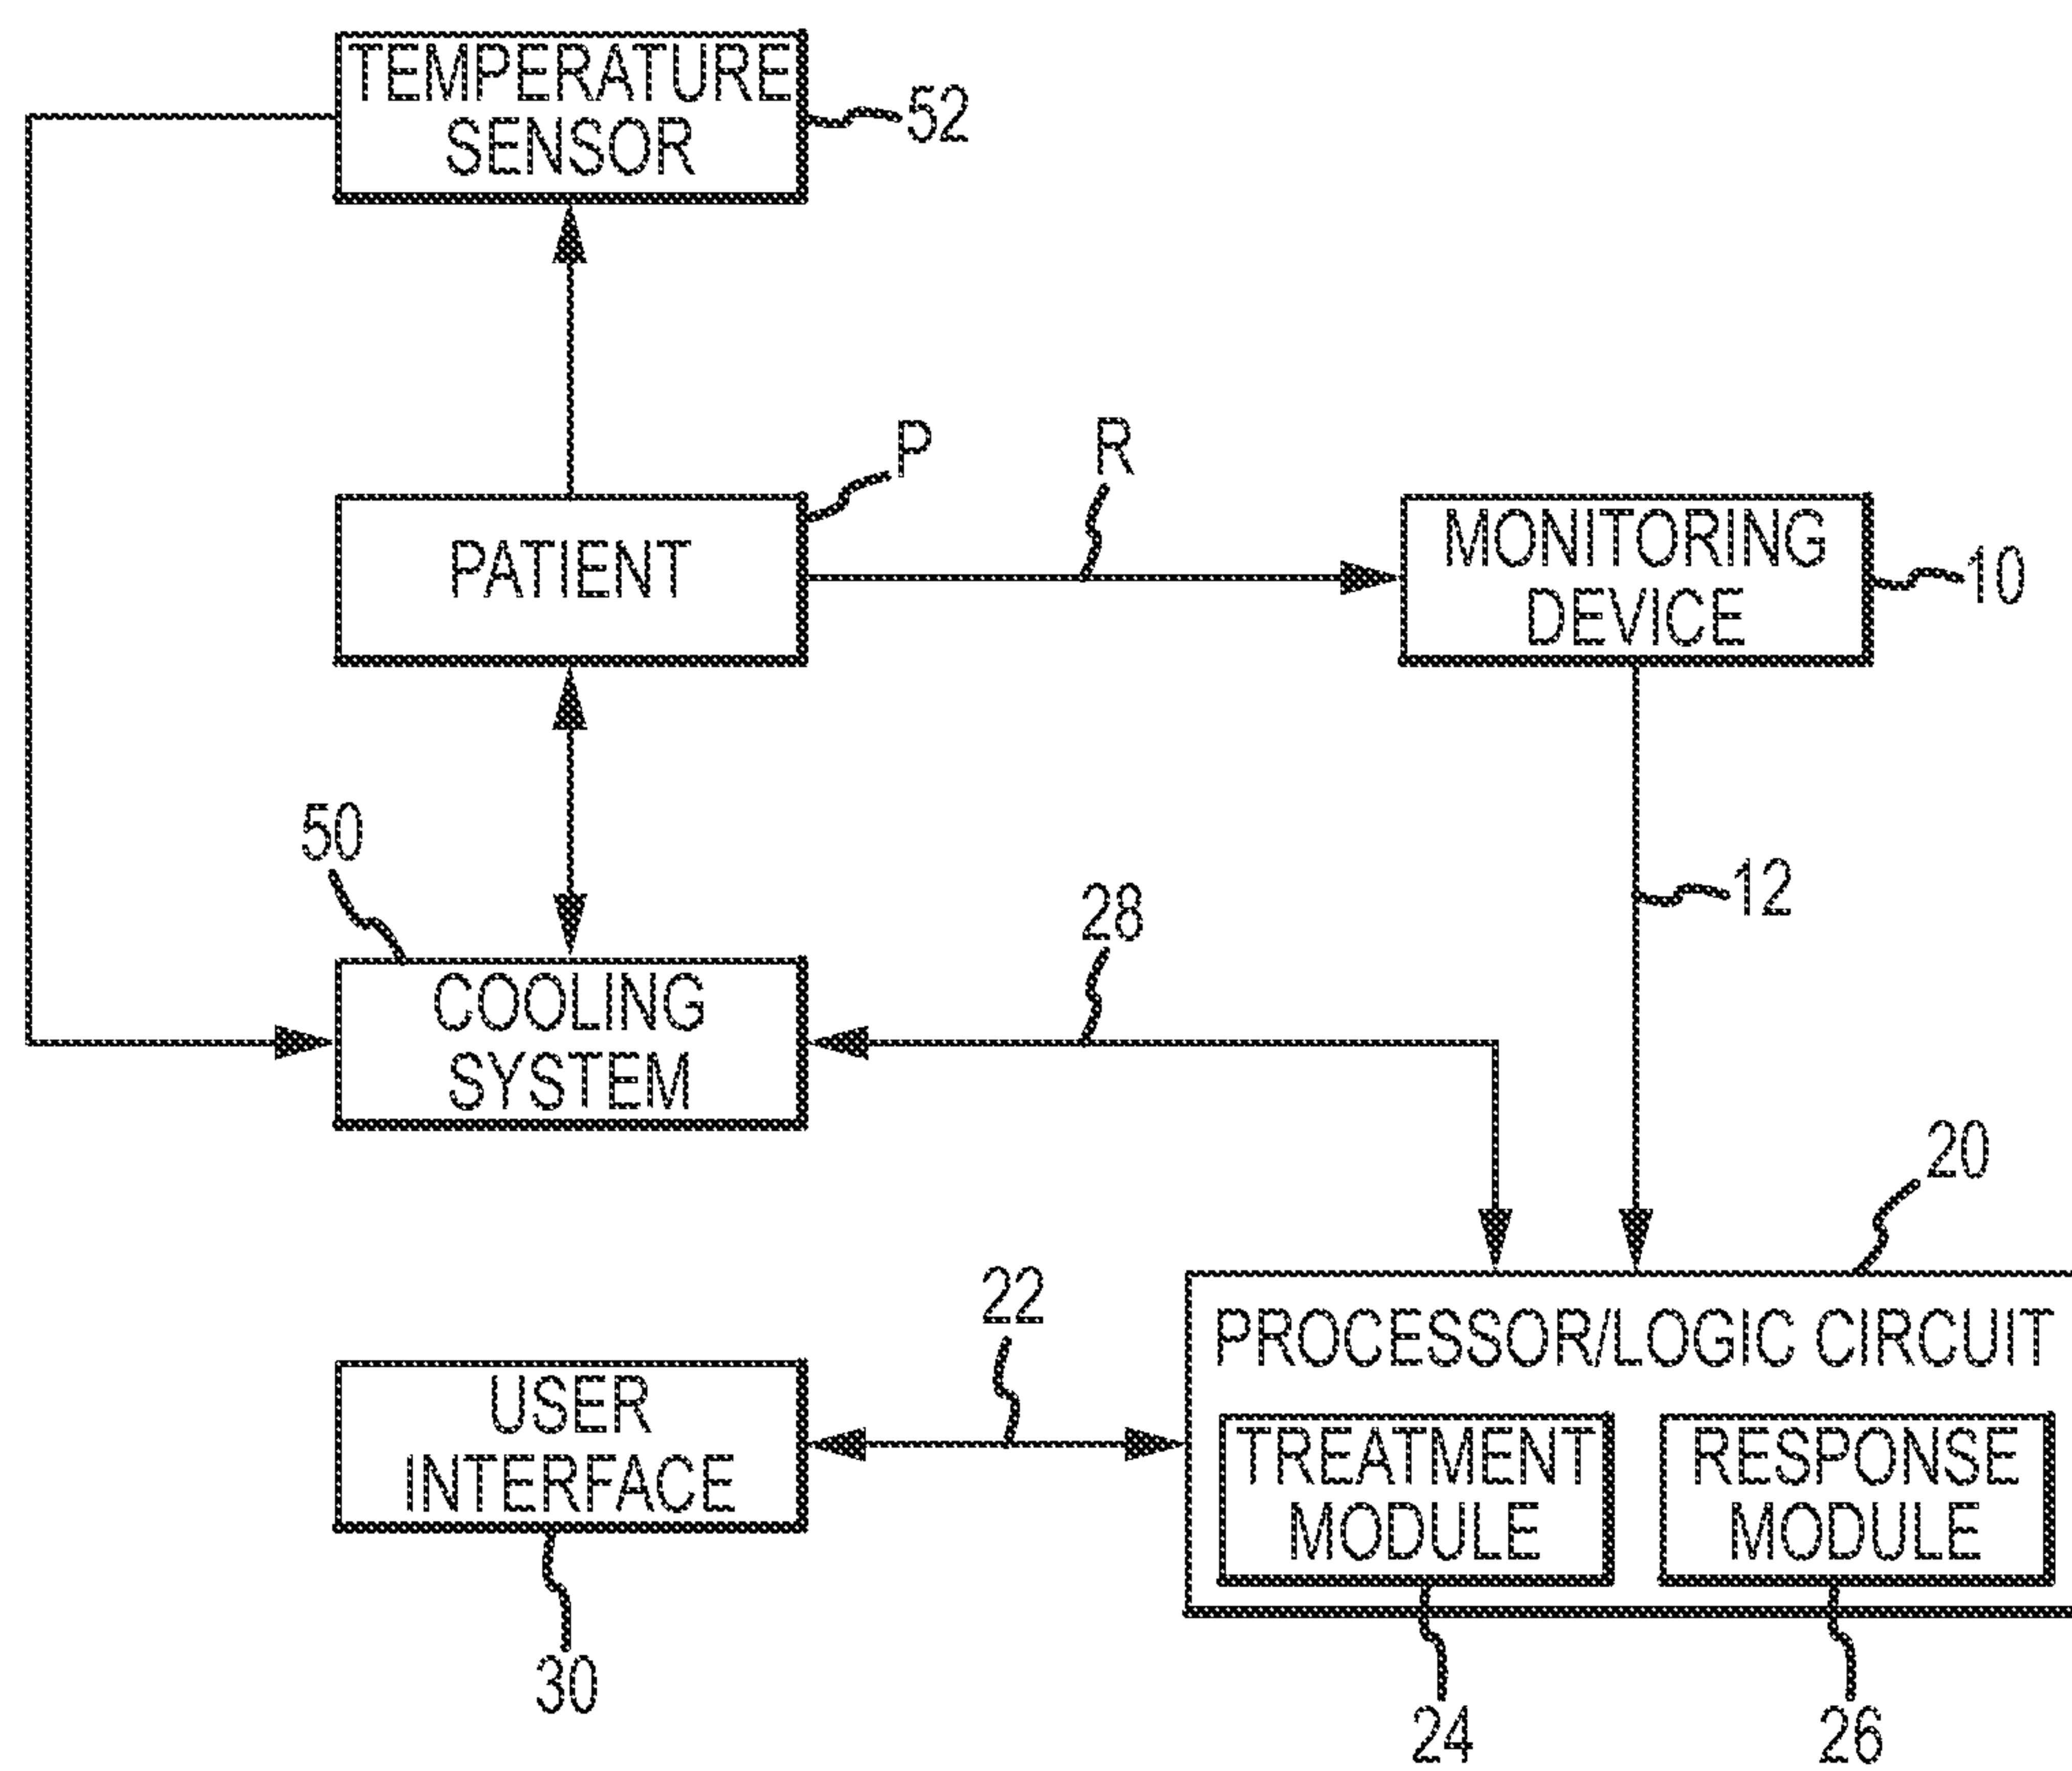 TEMPERATURE
SENSOR
52
P
R
PATIENT
MONITORING
DEVICE
10
50
28
12
COOLING
SYSTEM
20
22
PROCESSOR/LOGIC CIRCUIT
USER
INTERFACE
TREATMENT
MODULE
RESPONSE
MODULE
30
24
26